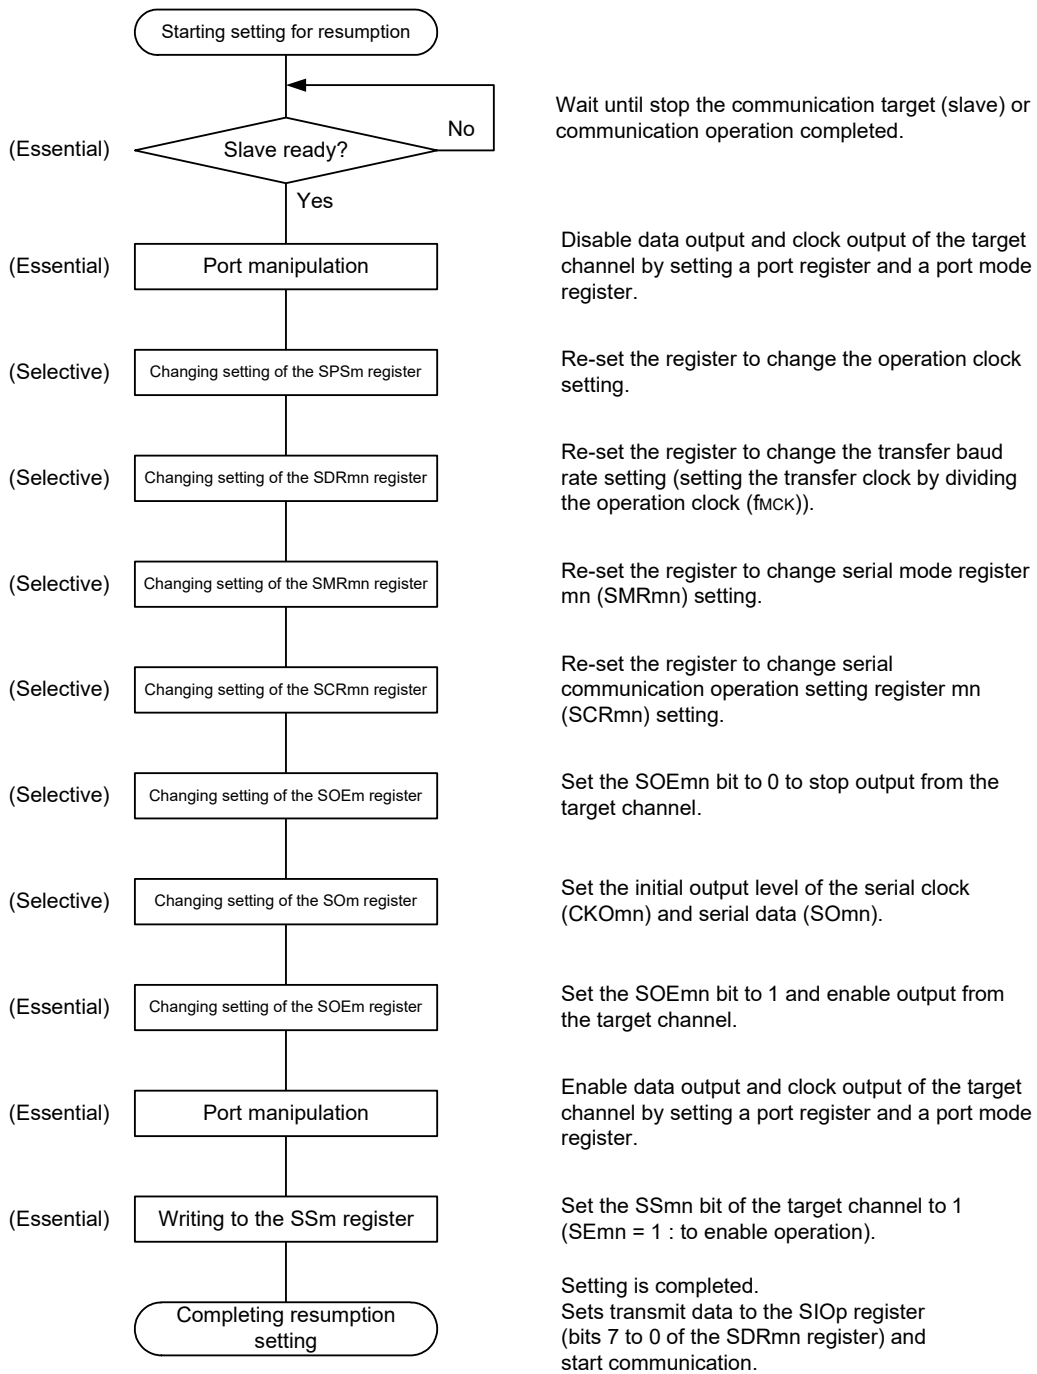 Starting setting for resumption
Wait until stop the communication target (slave) or
communication operation completed.
No
(Essential)
Slave ready?
Yes
(Essential)
Port manipulation
Disable data output and clock output of the target
channel by setting a port register and a port mode
register.
(Selective)
Changing setting of the SPSm register
Re-set the register to change the operation clock
setting.
(Selective)
Changing setting of the SDRmn register
Re-set the register to change the transfer baud
rate setting (setting the transfer clock by dividing
the operation clock (fMCK)).
(Selective)
Changing setting of the SMRmn register
Re-set the register to change serial mode register
mn (SMRmn) setting.
(Selective)
Changing setting of the SCRmn register
Re-set the register to change serial
communication operation setting register mn
(SCRmn) setting.
(Selective)
Changing setting of the SOEm register
Set the SOEmn bit to 0 to stop output from the
target channel.
(Selective)
Changing setting of the SOm register
Set the initial output level of the serial clock
(CKOmn) and serial data (SOmn).
(Essential)
Changing setting of the SOEm register
Set the SOEmn bit to 1 and enable output from
the target channel.
(Essential)
Port manipulation
Enable data output and clock output of the target
channel by setting a port register and a port mode
register.
(Essential)
Writing to the SSm register
Set the SSmn bit of the target channel to 1
(SEmn = 1 : to enable operation).
Completing resumption
setting
Setting is completed.
Sets transmit data to the SIOp register
(bits 7 to 0 of the SDRmn register) and
start communication.